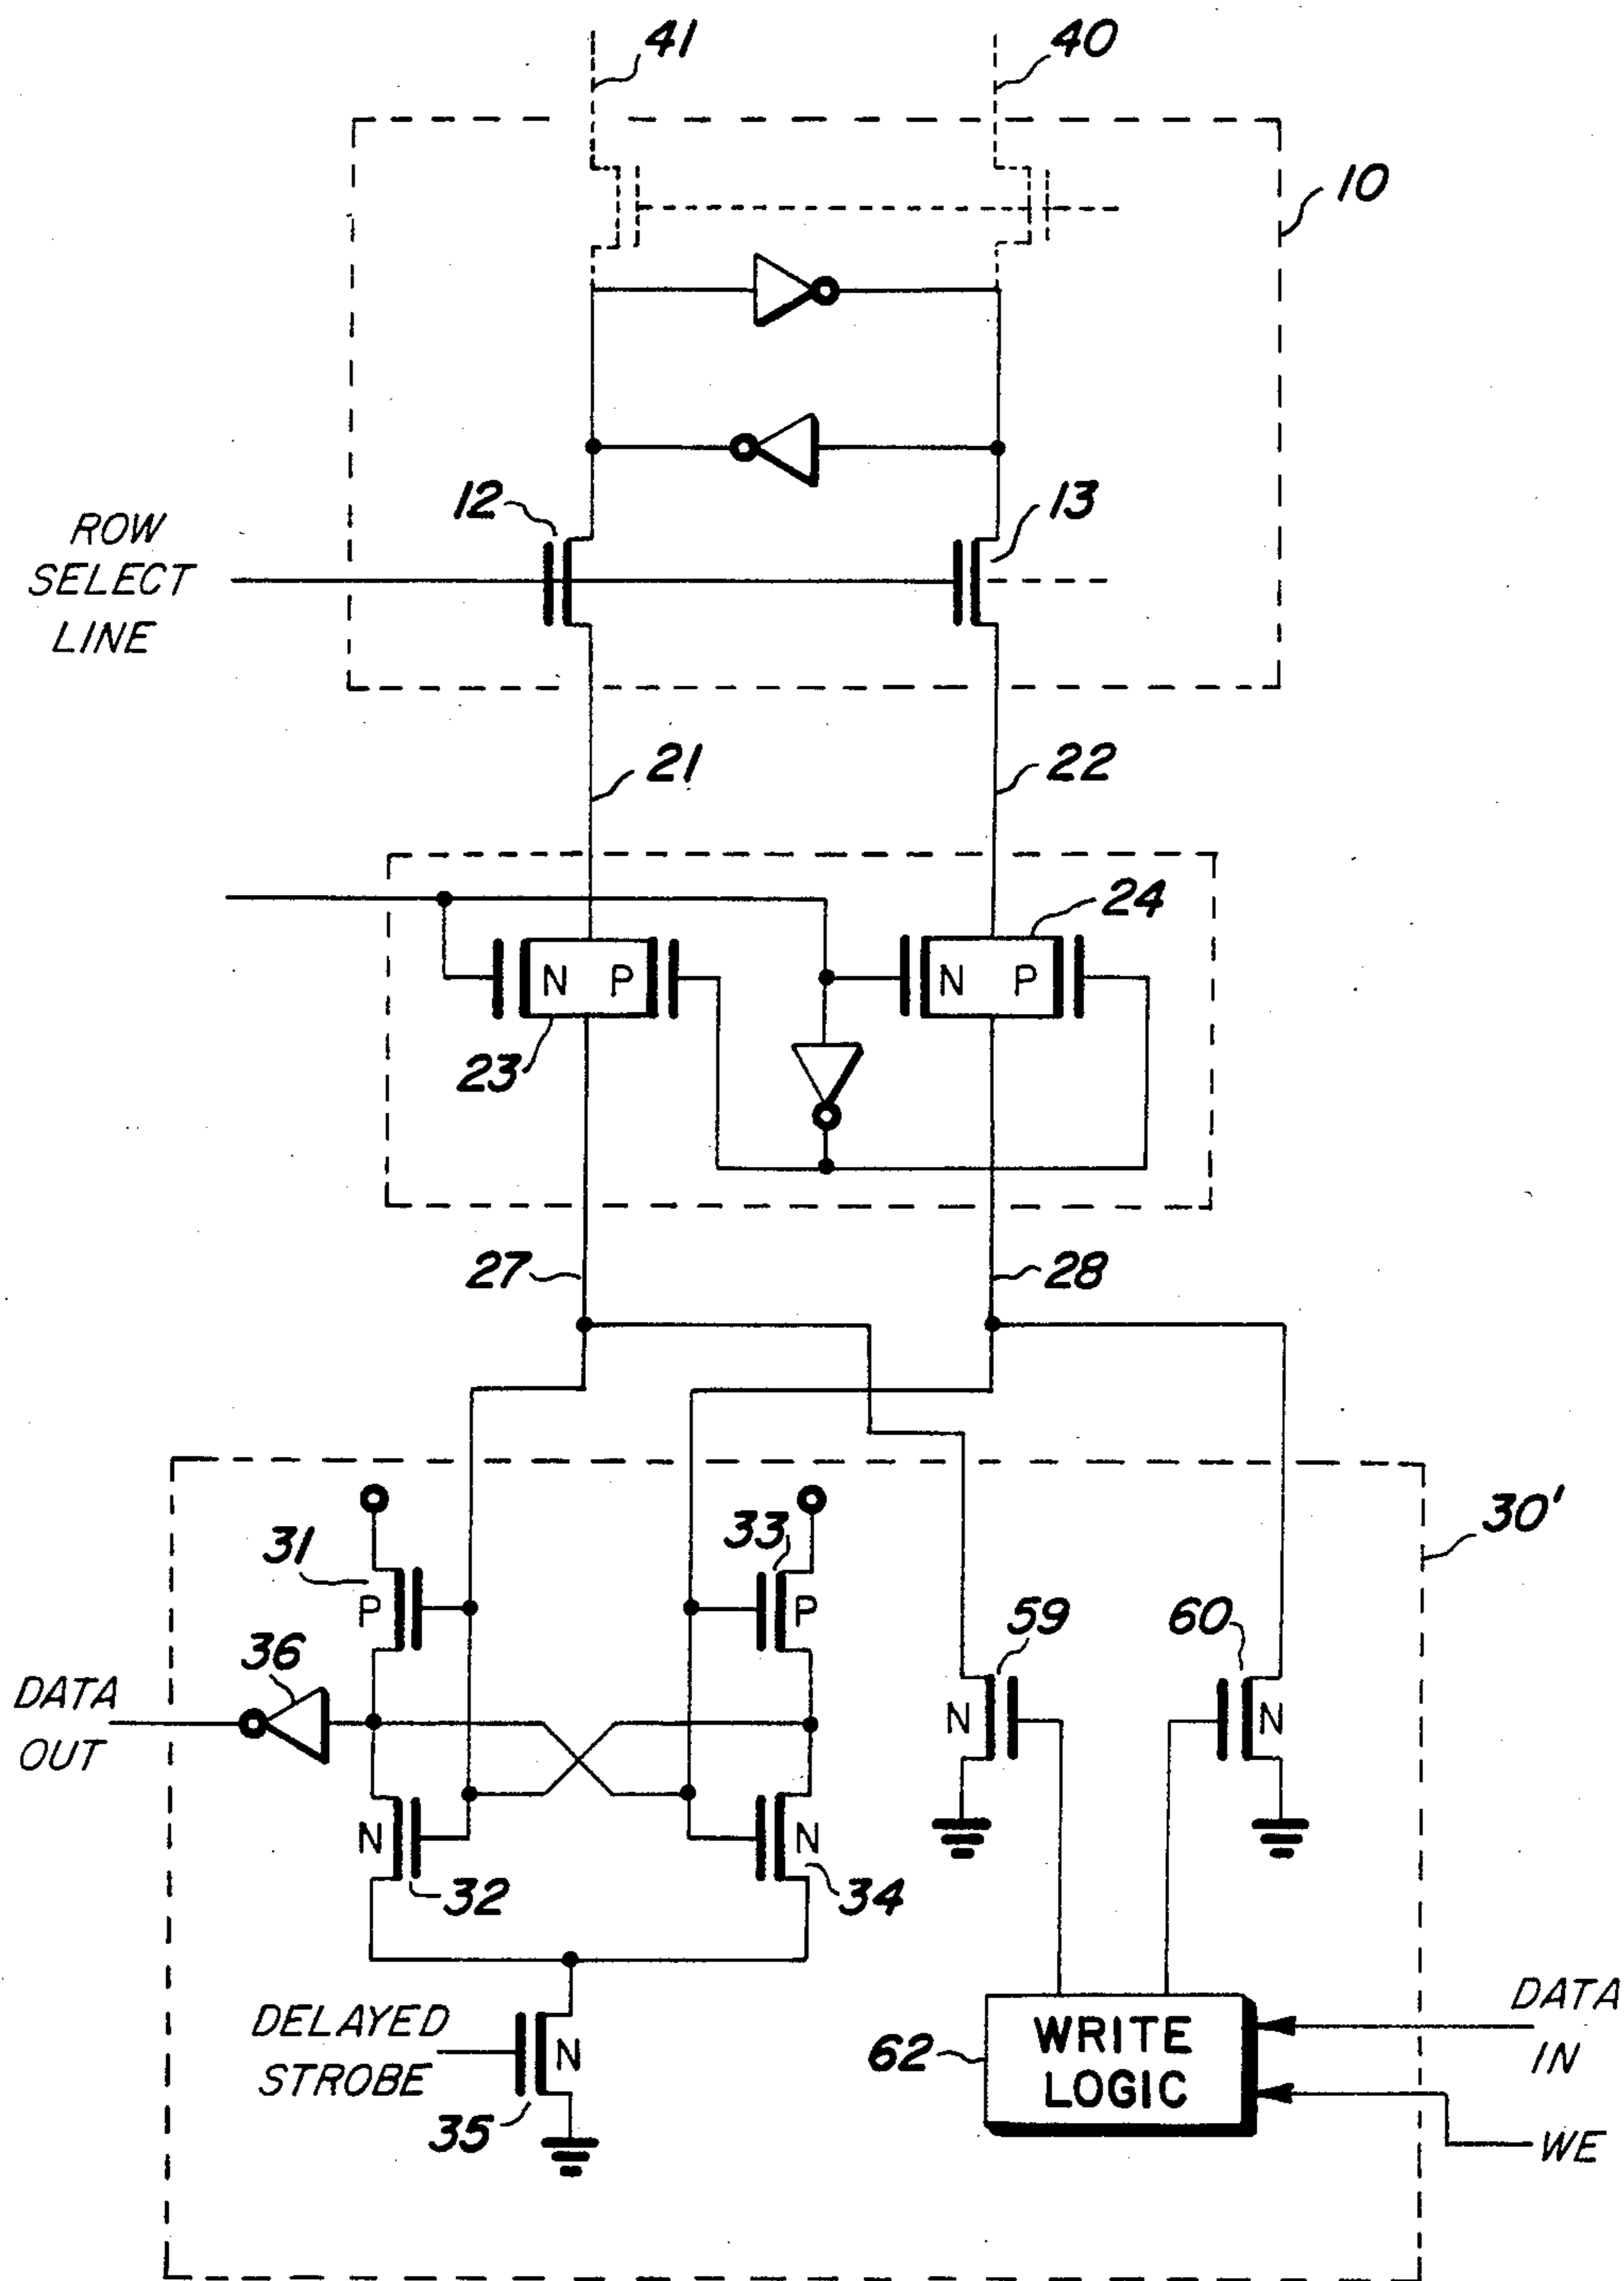 41
40
10
12
13
ROW
SELECT
LINE
21
22
24
N P
N P
23
27
28
30'
31
33
P
P
36
59
60
DATA
OUT
N
N
N
N
32
34
DELAYED
STROBE
N
35
62
WRITE
LOGIC
DATA
IN
WE